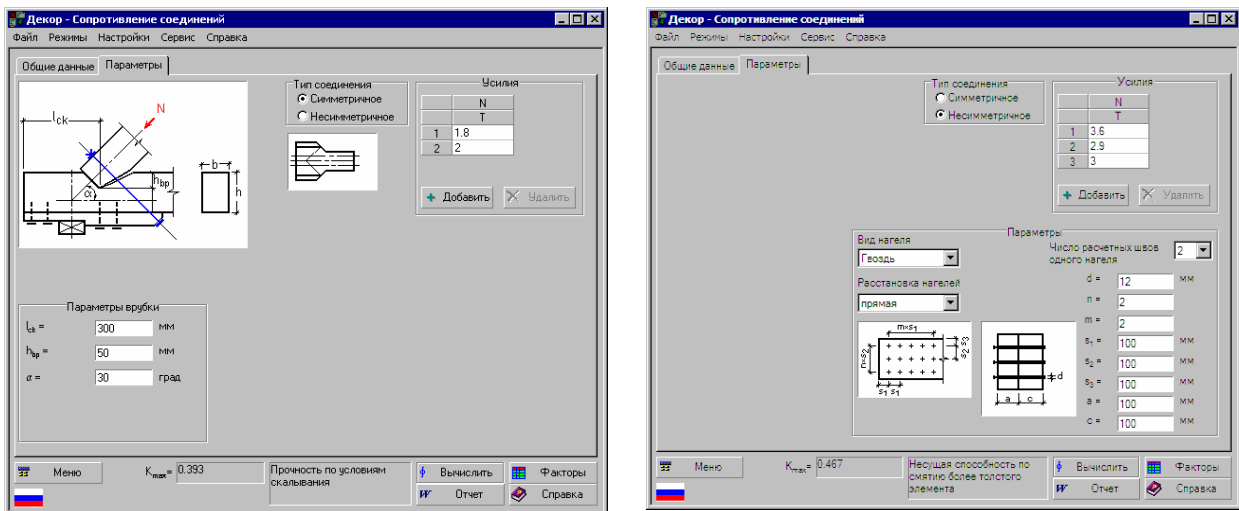 Декор - Сопротивление соединений
Файл Режимы Настройки Сервис Справка
Общие данные Параметры
Тип соединения
Симметричное
Несимметричное
Усилия
N
T
1 1.8
2 2
Добавить Удалить
N
lck
b
hвр
h
α
Параметры врубки
lck = 300 мм
hвр = 50 мм
α = 30 град
Меню
Kmax= 0.393
Прочность по условиям
скалывания
Вычислить
Факторы
Отчет
Справка
Декор - Сопротивление соединений
Файл Режимы Настройки Сервис Справка
Общие данные Параметры
Тип соединения
Симметричное
Несимметричное
Усилия
N
T
1 3.6
2 2.9
3 3
Добавить Удалить
Параметры
Вид нагеля
Гвоздь
Расстановка нагелей
прямая
Число расчетных швов
одного нагеля
2
d = 12 мм
n = 2
m = 2
s1 = 100 мм
s2 = 100 мм
s3 = 100 мм
a = 100 мм
c = 100 мм
m×s1
n×s2
s2 s3
s1 s1
d
a c
Меню
Kmax= 0.467
Несущая способность по
смятию более толстого
элемента
Вычислить
Факторы
Отчет
Справка